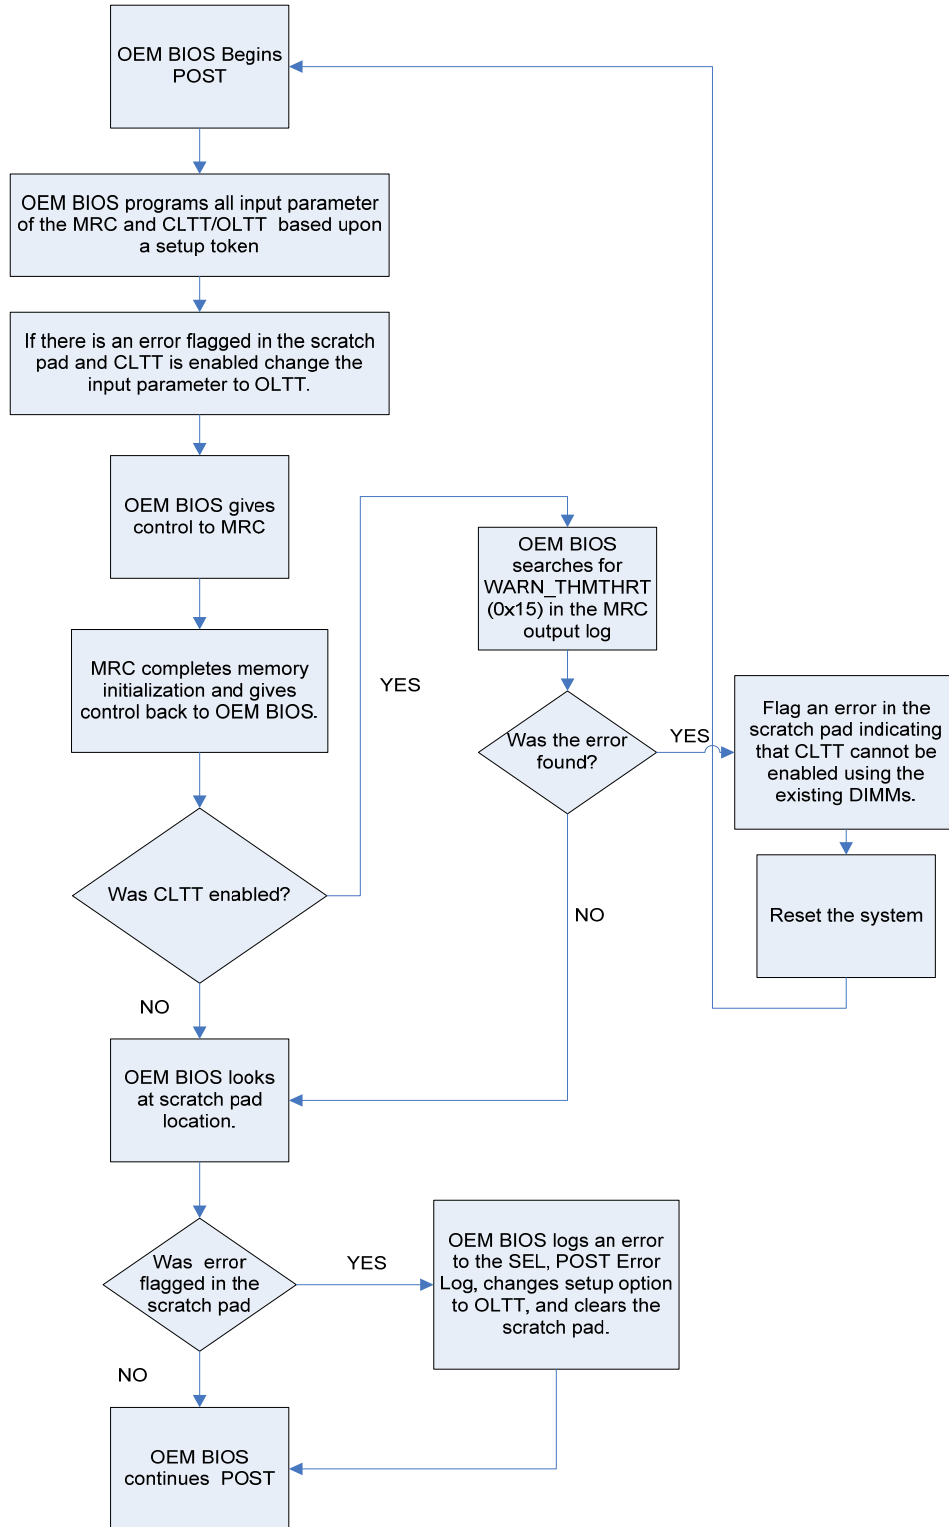 OEM BIOS Begins
POST
OEM BIOS programs all input parameter
of the MRC and CLTT/OLTT based upon
a setup token
If there is an error flagged in the scratch
pad and CLTT is enabled change the
input parameter to OLTT.
OEM BIOS gives
control to MRC
MRC completes memory
initialization and gives
control back to OEM BIOS.
Was CLTT enabled?
YES
OEM BIOS
searches for
WARN_THMTHRT
(0x15) in the MRC
output log
Was the error
found?
YES
Flag an error in the
scratch pad indicating
that CLTT cannot be
enabled using the
existing DIMMs.
Reset the system
NO
NO
OEM BIOS looks
at scratch pad
location.
Was error
flagged in the
scratch pad
YES
OEM BIOS logs an error
to the SEL, POST Error
Log, changes setup option
to OLTT, and clears the
scratch pad.
NO
OEM BIOS
continues POST